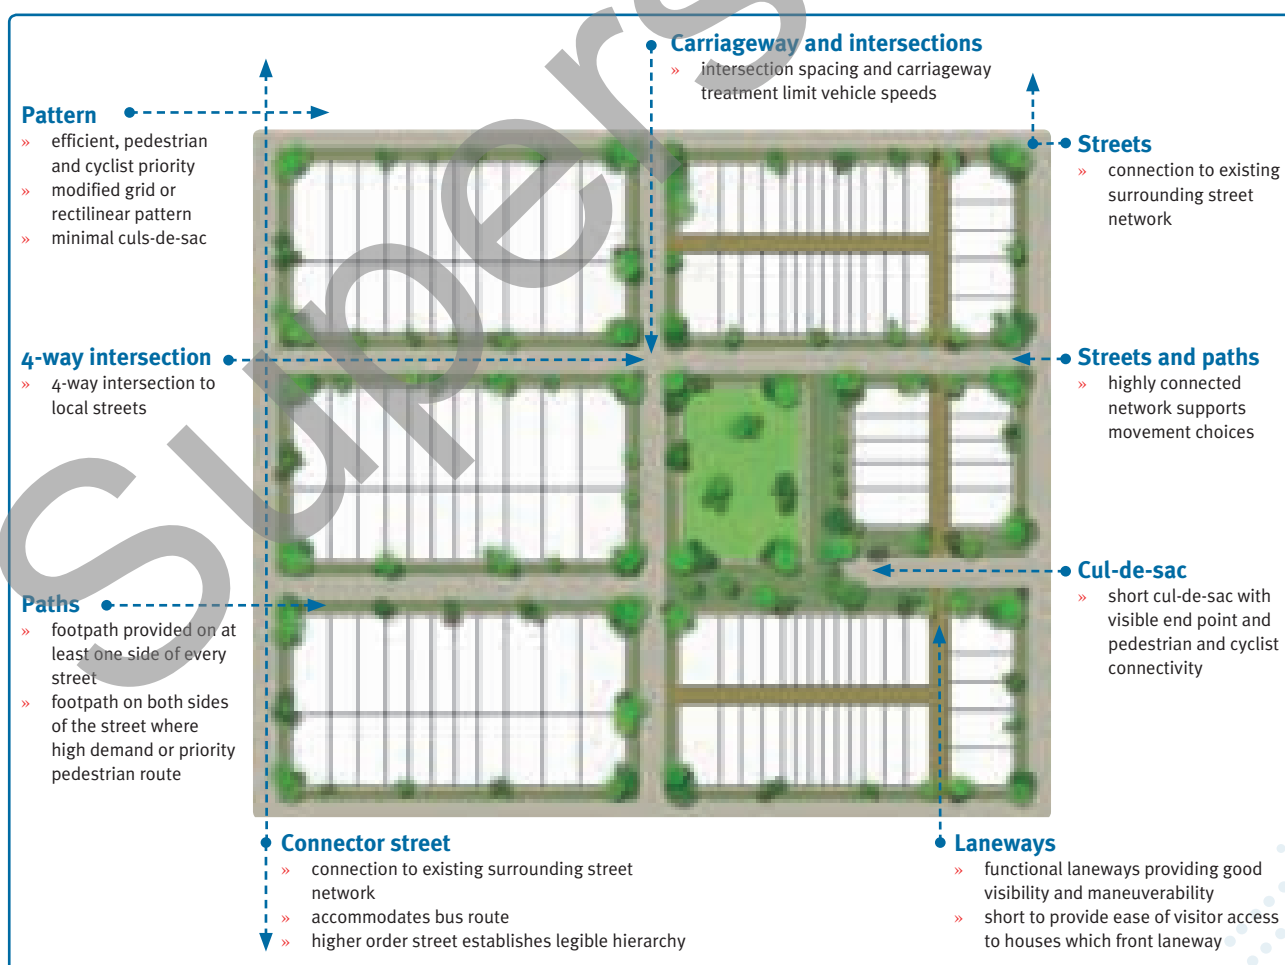 Carriageway and intersections
» intersection spacing and carriageway
treatment limit vehicle speeds
Pattern
» efficient, pedestrian
and cyclist priority
» modified grid or
rectilinear pattern
» minimal culs-de-sac
Streets
» connection to existing
surrounding street
network
4-way intersection
» 4-way intersection to
local streets
Streets and paths
» highly connected
network supports
movement choices
Paths
» footpath provided on at
least one side of every
street
» footpath on both sides
of the street where
high demand or priority
pedestrian route
Cul-de-sac
» short cul-de-sac with
visible end point and
pedestrian and cyclist
connectivity
Connector street
» connection to existing surrounding street
network
» accommodates bus route
» higher order street establishes legible hierarchy
Laneways
» functional laneways providing good
visibility and maneuverability
» short to provide ease of visitor access
to houses which front laneway
Supers